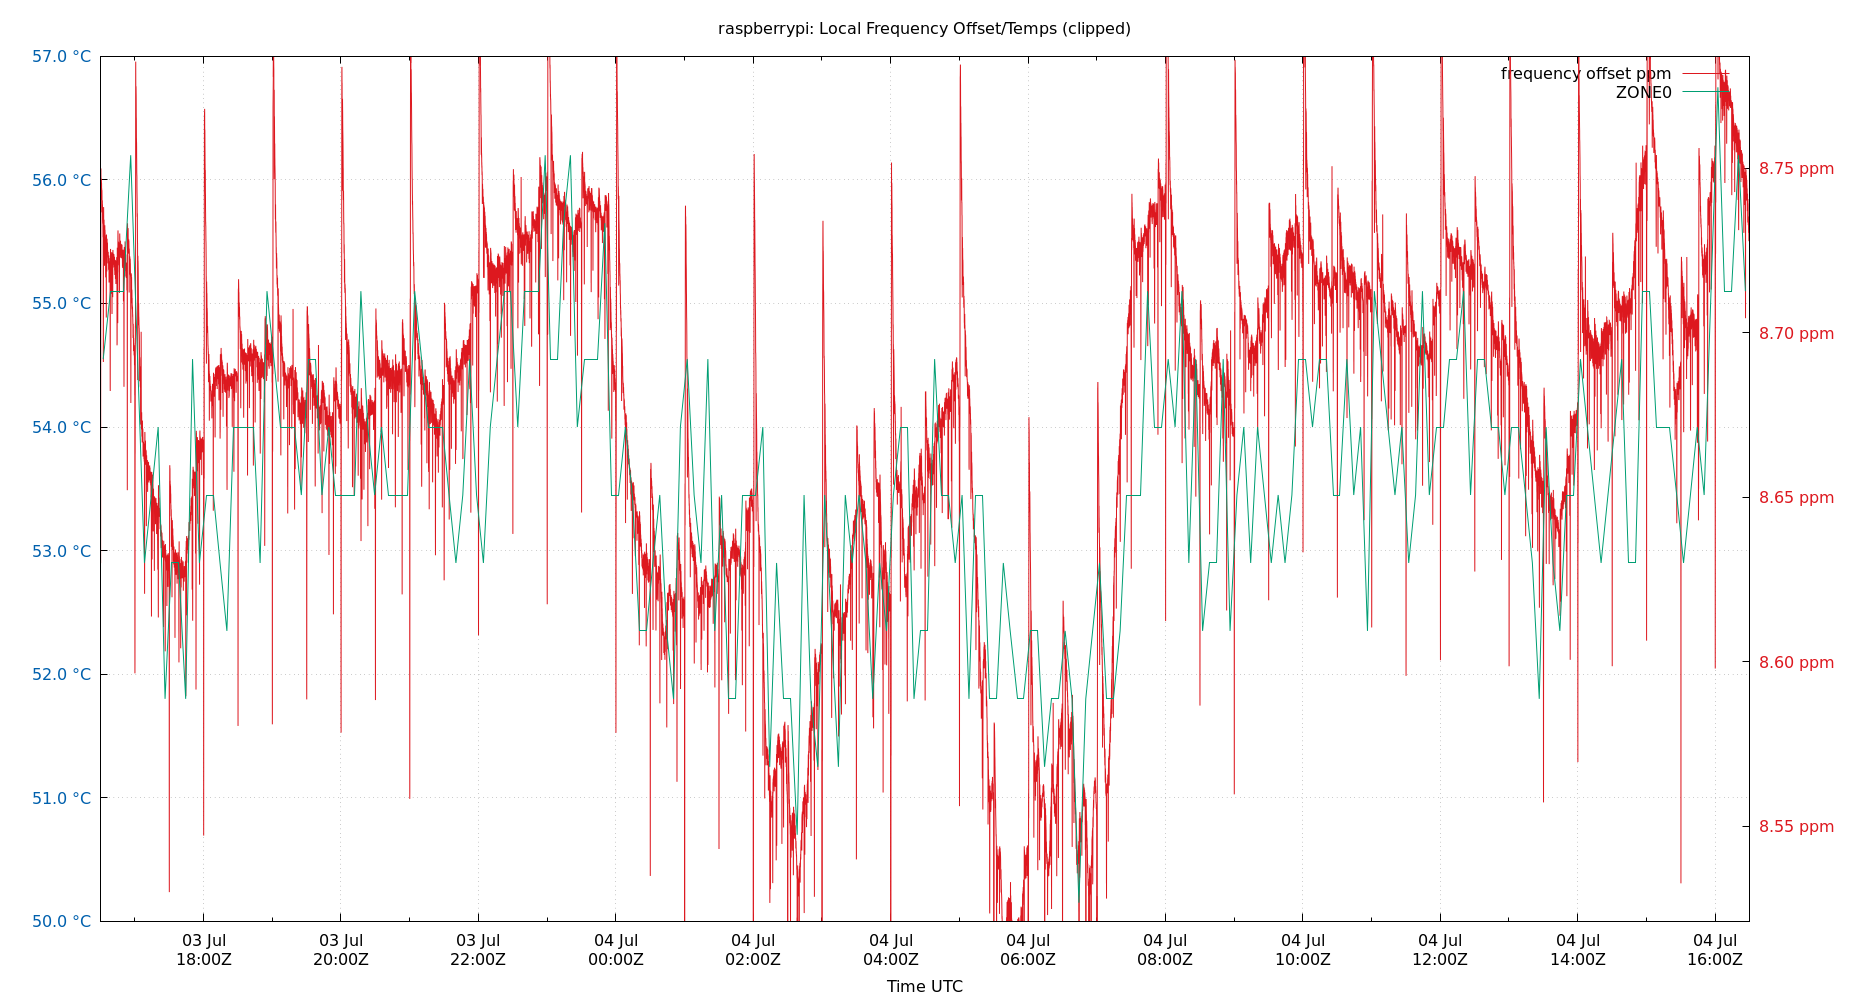 raspberrypi: Local Frequency Offset/Temps (clipped)
57.0 °C
56.0 °C
55.0 °C
54.0 °C
53.0 °C
52.0 °C
51.0 °C
50.0 °C
frequency offset ppm
ZONE0
8.75 ppm
8.70 ppm
8.65 ppm
8.60 ppm
8.55 ppm
03 Jul 03 Jul 03 Jul 04 Jul 04 Jul 04 Jul 04 Jul 04 Jul 04 Jul 04 Jul 04 Jul 04 Jul
18:00Z 20:00Z 22:00Z 00:00Z 02:00Z 04:00Z 06:00Z 08:00Z 10:00Z 12:00Z 14:00Z 16:00Z
Time UTC